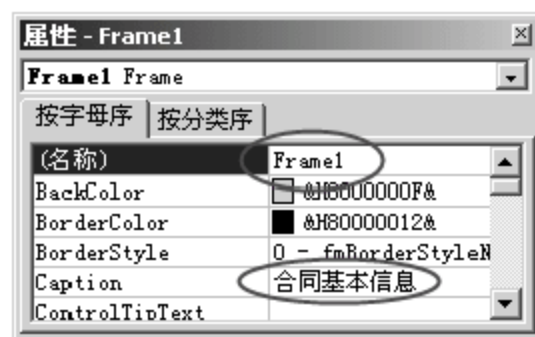 属性 - Frame1
Frame1 Frame
按字母序 按分类序
(名称) Frame1
BackColor &H8000000F&
BorderColor &H80000012&
BorderStyle 0 - fmBorderStyleN
Caption 合同基本信息
ControlTipText